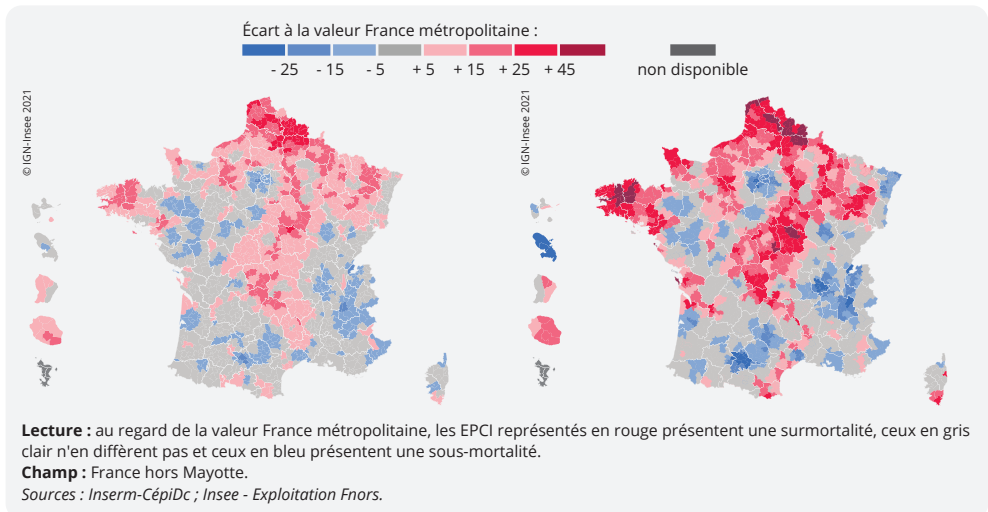 Écart à la valeur France métropolitaine :
- 25 - 15 - 5 + 5 + 15 + 25 + 45 non disponible
© IGN-Insee 2021
© IGN-Insee 2021
Lecture : au regard de la valeur France métropolitaine, les EPCI représentés en rouge présentent une surmortalité, ceux en gris
clair n'en diffèrent pas et ceux en bleu présentent une sous-mortalité.
Champ : France hors Mayotte.
Sources : Inserm-CépiDc ; Insee - Exploitation Fnors.